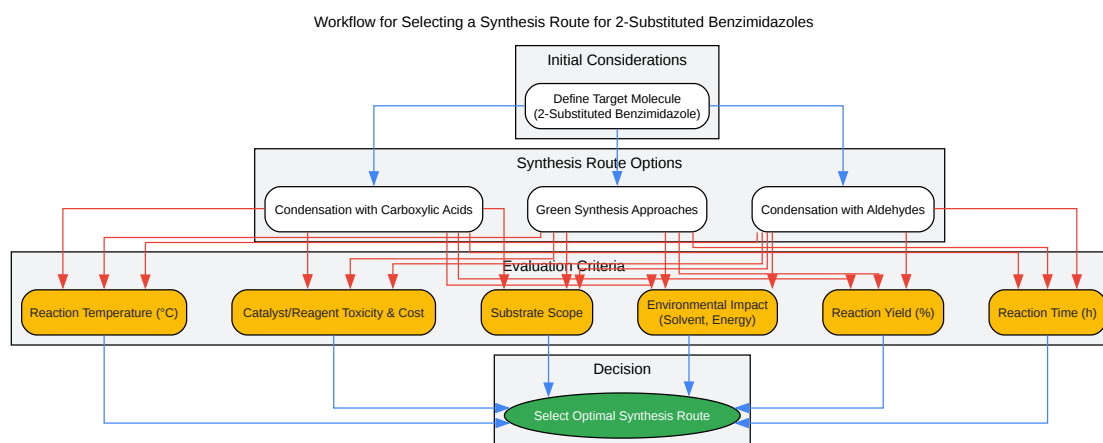 Workflow for Selecting a Synthesis Route for 2-Substituted Benzimidazoles
Initial Considerations
Define Target Molecule
(2-Substituted Benzimidazole)
Synthesis Route Options
Condensation with Carboxylic Acids
Green Synthesis Approaches
Condensation with Aldehydes
Evaluation Criteria
Reaction Temperature (°C)
Catalyst/Reagent Toxicity & Cost
Substrate Scope
Environmental Impact
(Solvent, Energy)
Reaction Yield (%)
Reaction Time (h)
Decision
Select Optimal Synthesis Route